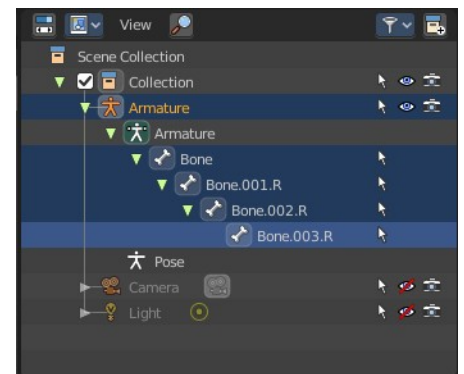 View
Scene Collection
Collection
Armature
Armature
Bone
Bone.001.R
Bone.002.R
Bone.003.R
Pose
Camera
Light